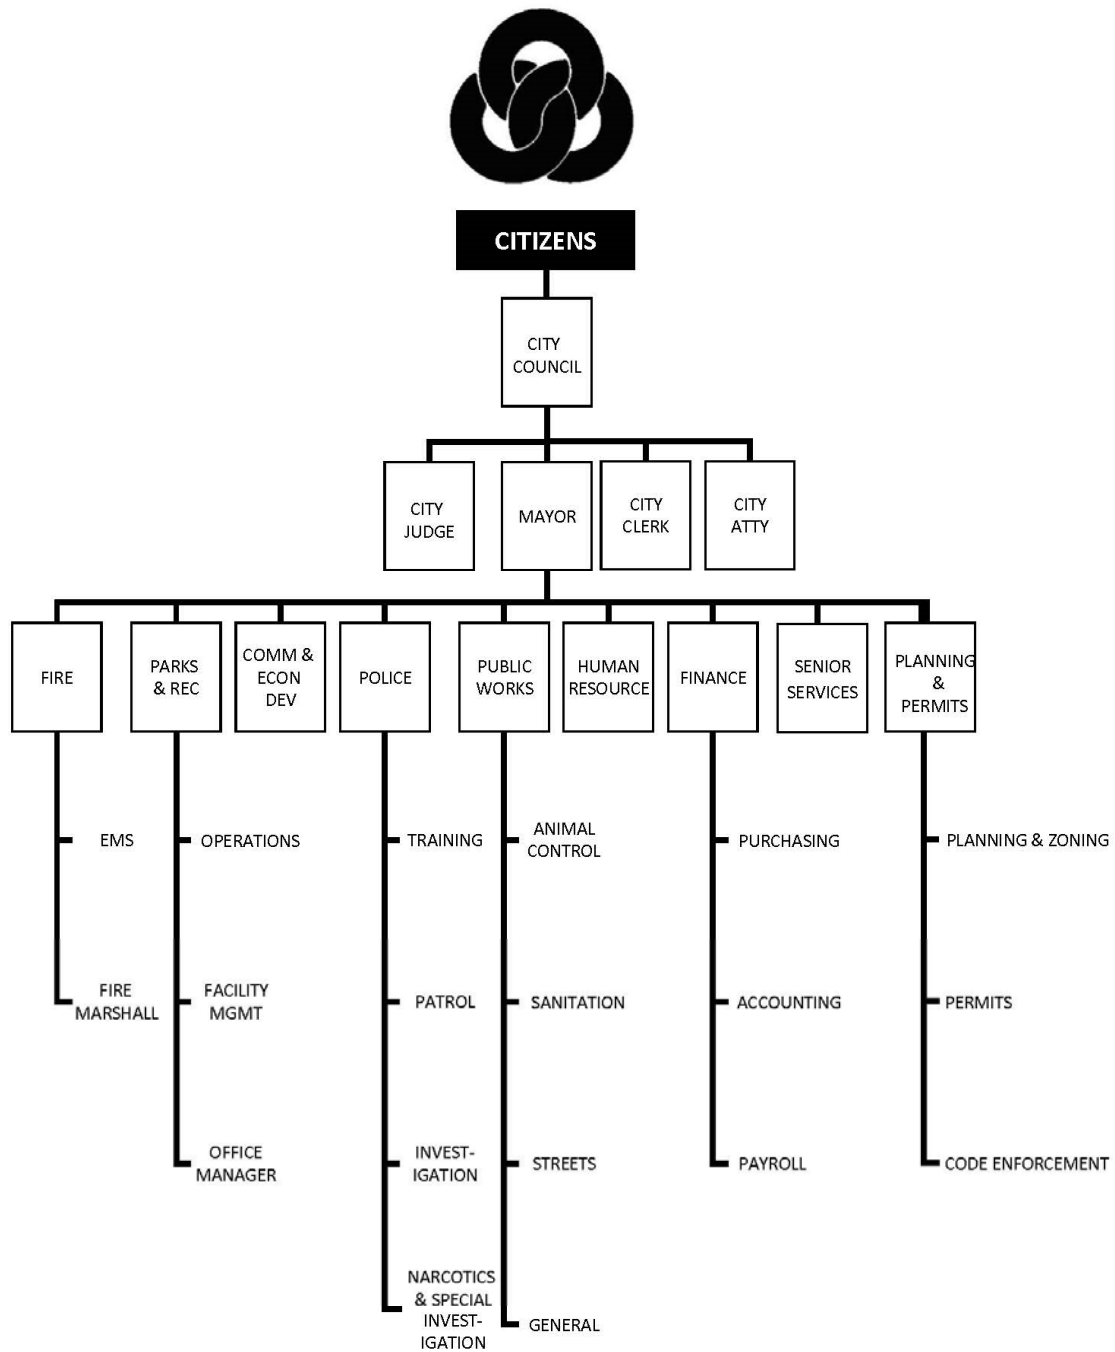 CITIZENS
CITY
COUNCIL
CITY
JUDGE
MAYOR
CITY
CLERK
CITY
ATTY
FIRE
PARKS
& REC
COMM &
ECON
DEV
POLICE
PUBLIC
WORKS
HUMAN
RESOURCE
FINANCE
SENIOR
SERVICES
PLANNING
&
PERMITS
EMS
OPERATIONS
TRAINING
ANIMAL
CONTROL
PURCHASING
PLANNING & ZONING
FIRE
MARSHALL
FACILITY
MGMT
PATROL
SANITATION
ACCOUNTING
PERMITS
OFFICE
MANAGER
INVEST-
IGATION
STREETS
PAYROLL
CODE ENFORCEMENT
NARCOTICS
& SPECIAL
INVEST-
IGATION
GENERAL